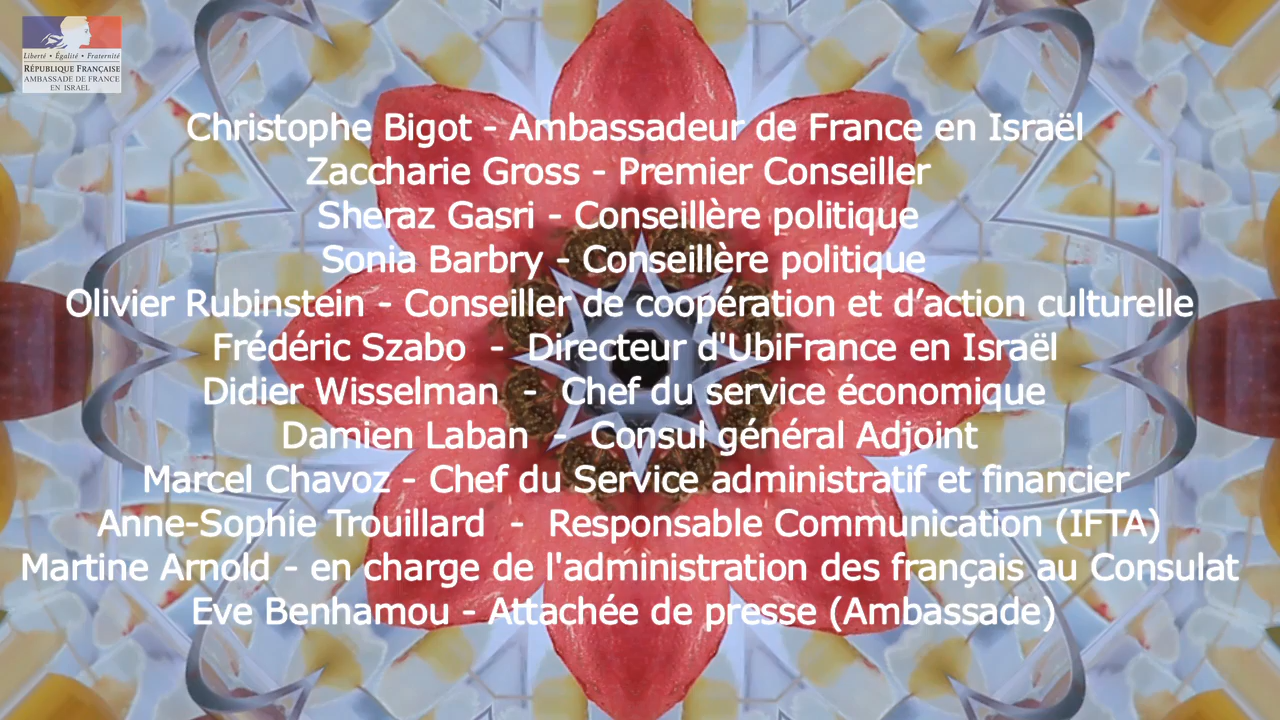 Liberté • Égalité • Fraternité
RÉPUBLIQUE FRANÇAISE
AMBASSADE DE FRANCE
EN ISRAEL
Christophe Bigot - Ambassadeur de France en Israël
Zaccharie Gross - Premier Conseiller
Sheraz Gasri - Conseillère politique
Sonia Barbry - Conseillère politique
Olivier Rubinstein - Conseiller de coopération et d’action culturelle
Frédéric Szabo  -  Directeur d'UbiFrance en Israël
Didier Wisselman  -  Chef du service économique
Damien Laban  -  Consul général Adjoint
Marcel Chavoz - Chef du Service administratif et financier
Anne-Sophie Trouillard  -  Responsable Communication (IFTA)
Martine Arnold - en charge de l'administration des français au Consulat
Eve Benhamou - Attachée de presse (Ambassade)